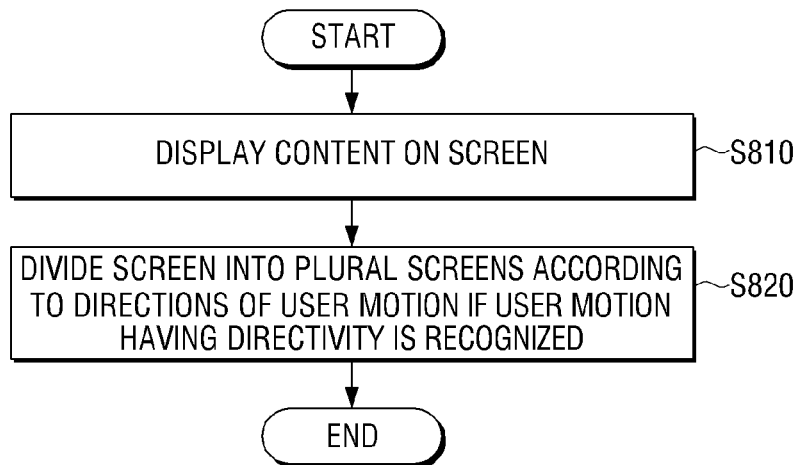 START
DISPLAY CONTENT ON SCREEN
S810
DIVIDE SCREEN INTO PLURAL SCREENS ACCORDING
TO DIRECTIONS OF USER MOTION IF USER MOTION
HAVING DIRECTIVITY IS RECOGNIZED
S820
END